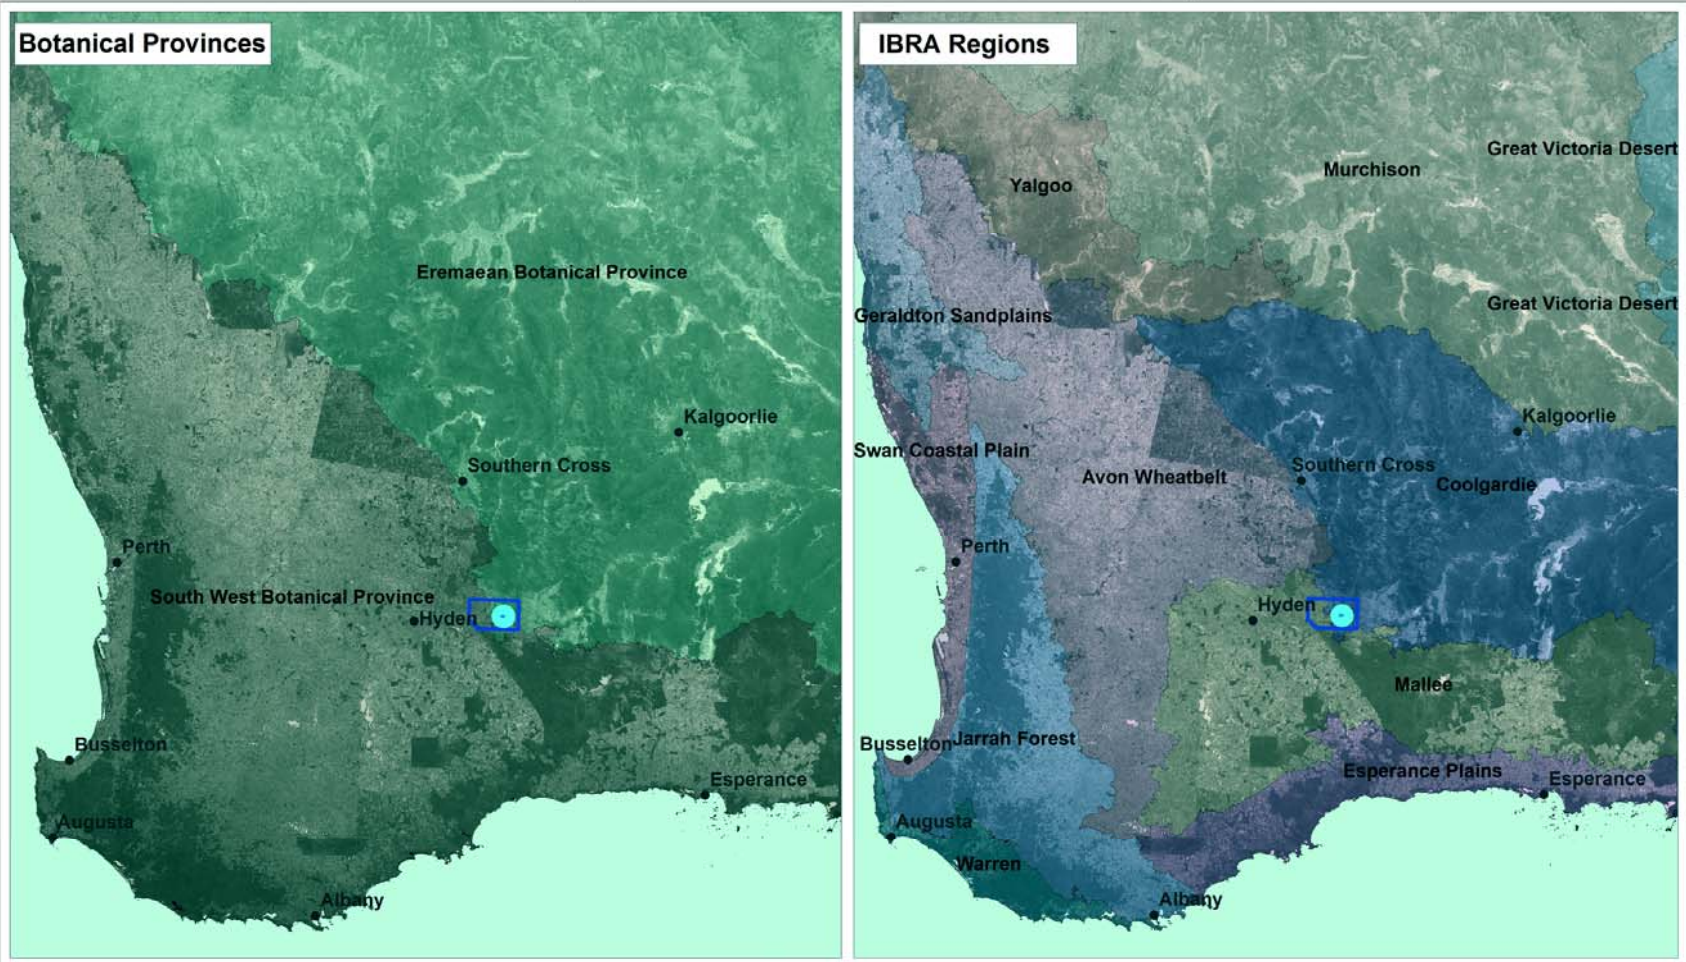 Botanical Provinces
Eremaean Botanical Province
Kalgoorlie
Southern Cross
Perth
South West Botanical Province
Hyden
Busselton
Esperance
Augusta
Albany
IBRA Regions
Great Victoria Desert
Murchison
Yalgoo
Great Victoria Desert
Geraldton Sandplains
Kalgoorlie
Swan Coastal Plain
Southern Cross
Avon Wheatbelt
Coolgardie
Perth
Hyden
Mallee
Busselton
Jarrah Forest
Esperance Plains
Esperance
Augusta
Warren
Albany